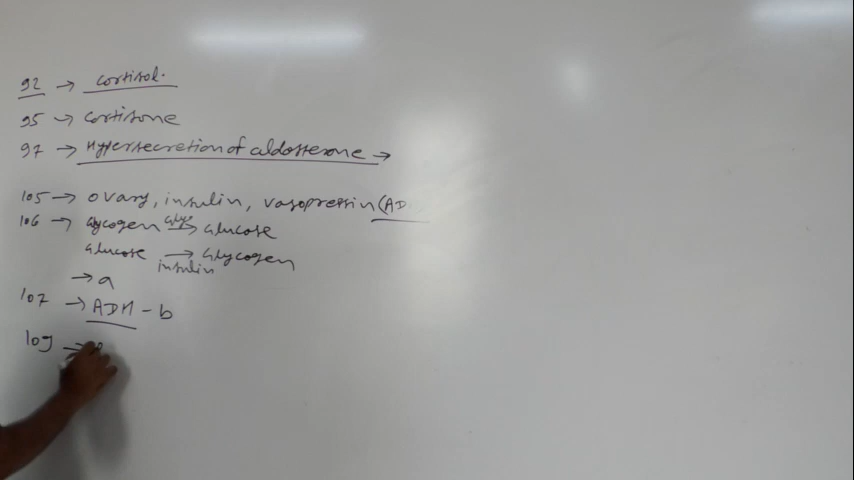 92 → cortisol.
95 → cortisone
97 → Hypersecretion of aldosterone →
105 → ovary, insulin, vasopressin (AD
106 → Glycogen → Glucose
Glucose → Glycogen
insulin
→ a
107 → ADH - b
109 →